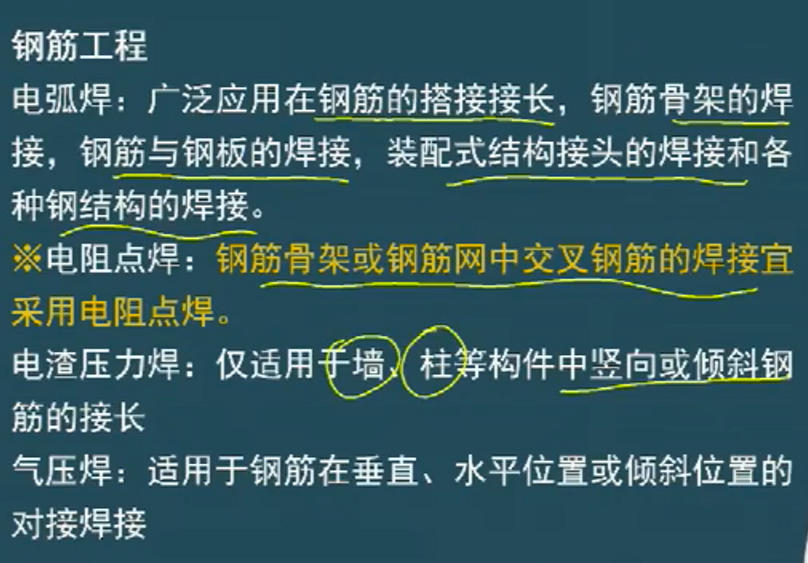 钢筋工程
电弧焊：广泛应用在钢筋的搭接接长，钢筋骨架的焊
接，钢筋与钢板的焊接，装配式结构接头的焊接和各
种钢结构的焊接。
※电阻点焊：钢筋骨架或钢筋网中交叉钢筋的焊接宜
采用电阻点焊。
电渣压力焊：仅适用于墙、柱等构件中竖向或倾斜钢
筋的接长
气压焊：适用于钢筋在垂直、水平位置或倾斜位置的
对接焊接